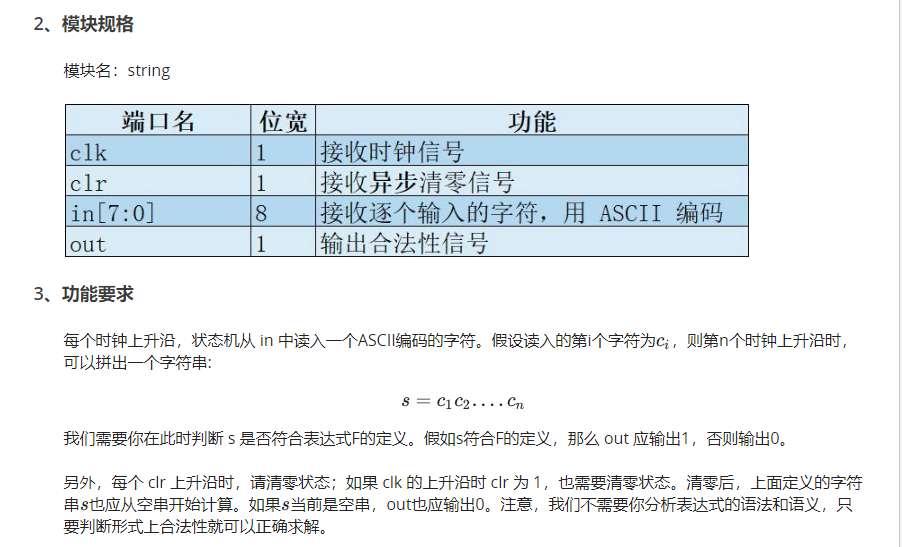 2、模块规格
模块名：string
端口名 位宽 功能
clk 1 接收时钟信号
clr 1 接收异步清零信号
in[7:0] 8 接收逐个输入的字符，用 ASCII 编码
out 1 输出合法性信号
3、功能要求
每个时钟上升沿，状态机从 in 中读入一个ASCII编码的字符。假设读入的第i个字符为cᵢ，则第n个时钟上升沿时，
可以拼出一个字符串:
s = c₁c₂....cₙ
我们需要你在此时判断 s 是否符合表达式F的定义。假如s符合F的定义，那么 out 应输出1，否则输出0。
另外，每个 clr 上升沿时，请清零状态；如果 clk 的上升沿时 clr 为 1，也需要清零状态。清零后，上面定义的字符
串s也应从空串开始计算。如果s当前是空串，out也应输出0。注意，我们不需要你分析表达式的语法和语义，只
要判断形式上合法性就可以正确求解。